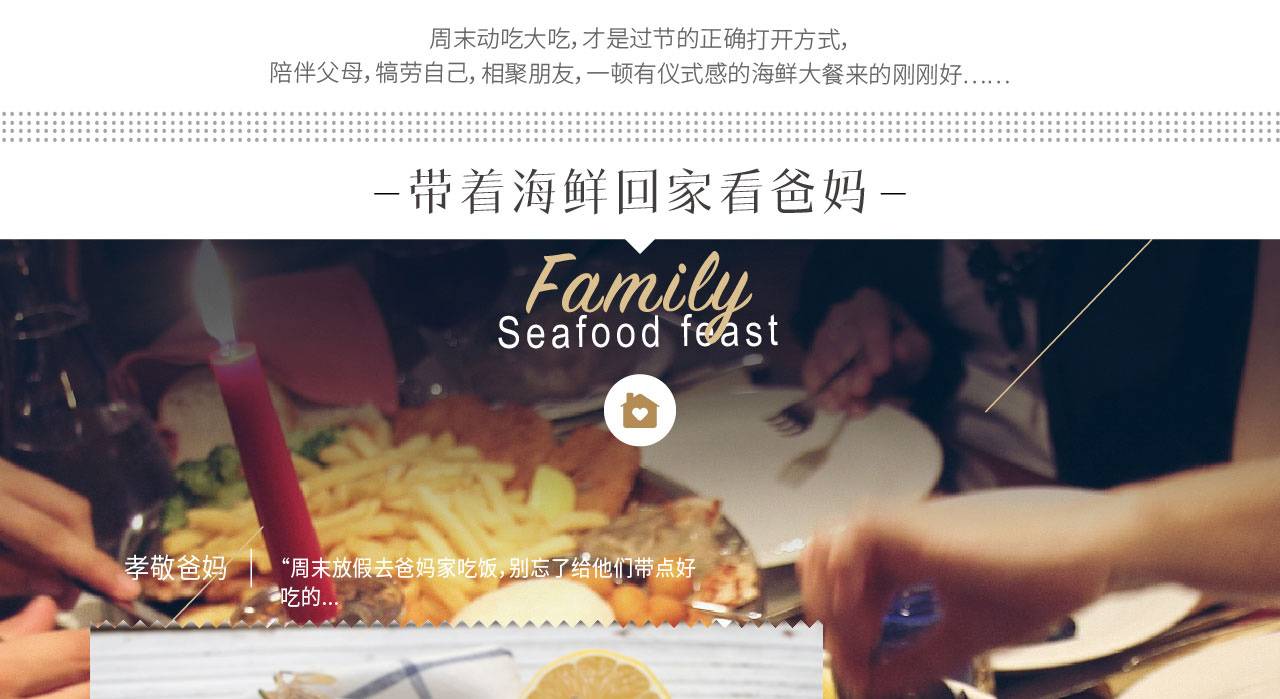 周末动吃大吃，才是过节的正确打开方式，
陪伴父母，犒劳自己，相聚朋友，一顿有仪式感的海鲜大餐来的刚刚好……
–带着海鲜回家看爸妈–
Family
Seafood feast
孝敬爸妈
“周末放假去爸妈家吃饭，别忘了给他们带点好
吃的...